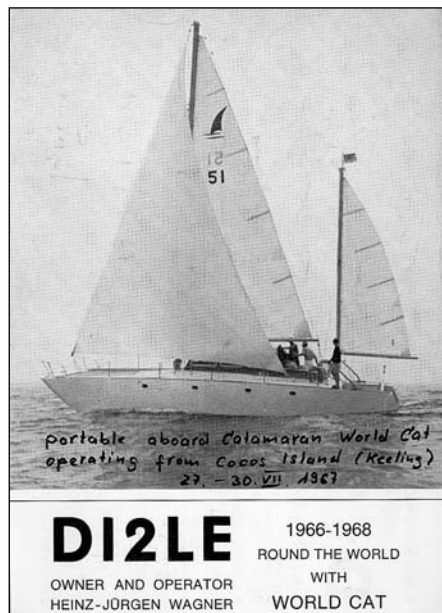 51
51
portable aboard Catamaran World Cat
operating from Cocos Island (Keeling)
27. - 30. VII 1967
DI2LE
OWNER AND OPERATOR
HEINZ-JÜRGEN WAGNER
1966-1968
ROUND THE WORLD
WITH
WORLD CAT